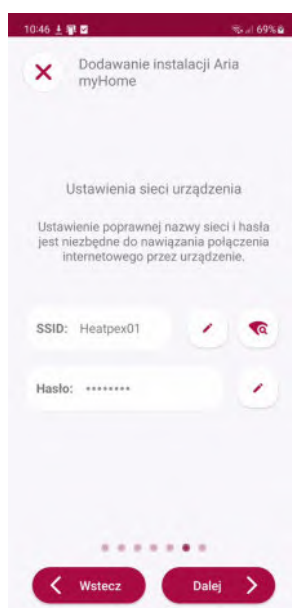 10:46 69%
Dodawanie instalacji Aria
myHome
Ustawienia sieci urządzenia
Ustawienie poprawnej nazwy sieci i hasła
jest niezbędne do nawiązania połączenia
internetowego przez urządzenie.
SSID: Heatpex01
Hasło: ********
Wstecz Dalej